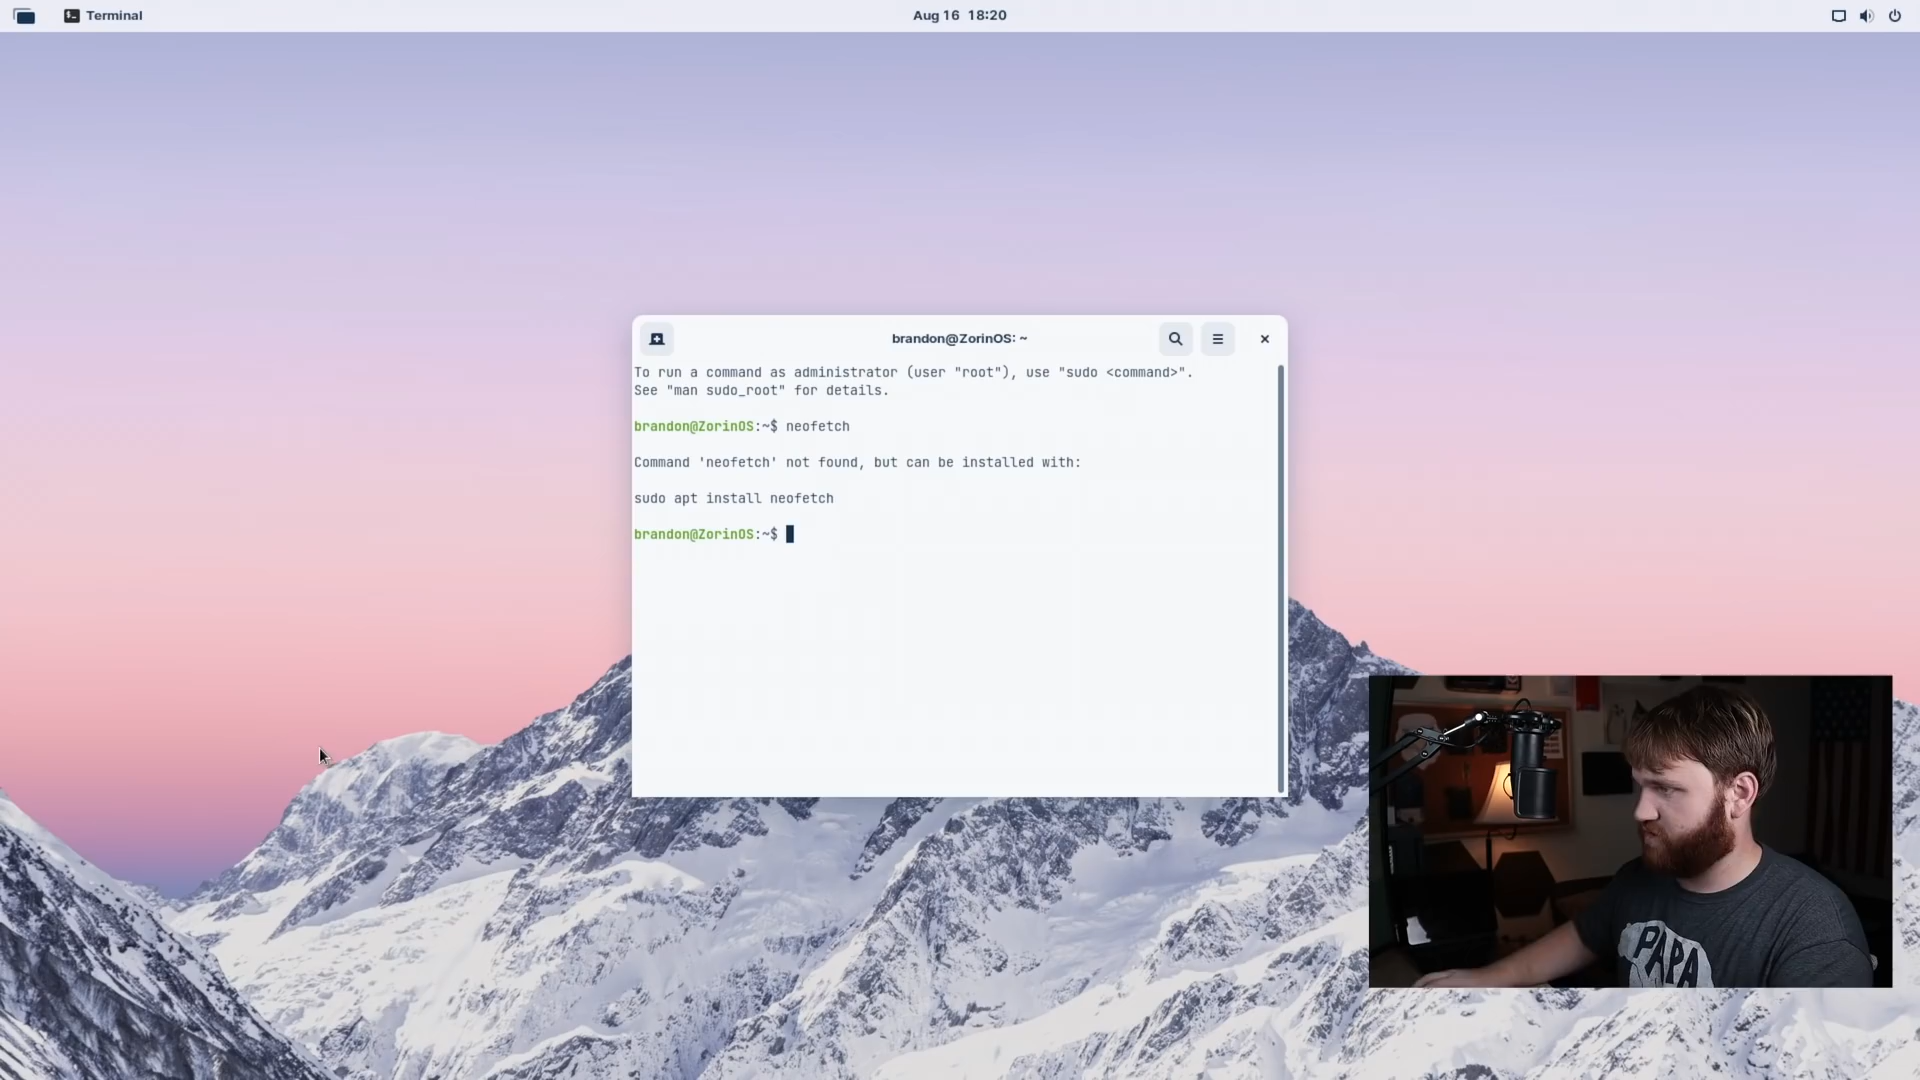 Terminal
Aug 16 18:20
brandon@ZorinOS: ~
To run a command as administrator (user "root"), use "sudo <command>".
See "man sudo_root" for details.
brandon@ZorinOS:~$ neofetch
Command 'neofetch' not found, but can be installed with:
sudo apt install neofetch
brandon@ZorinOS:~$
PAPA